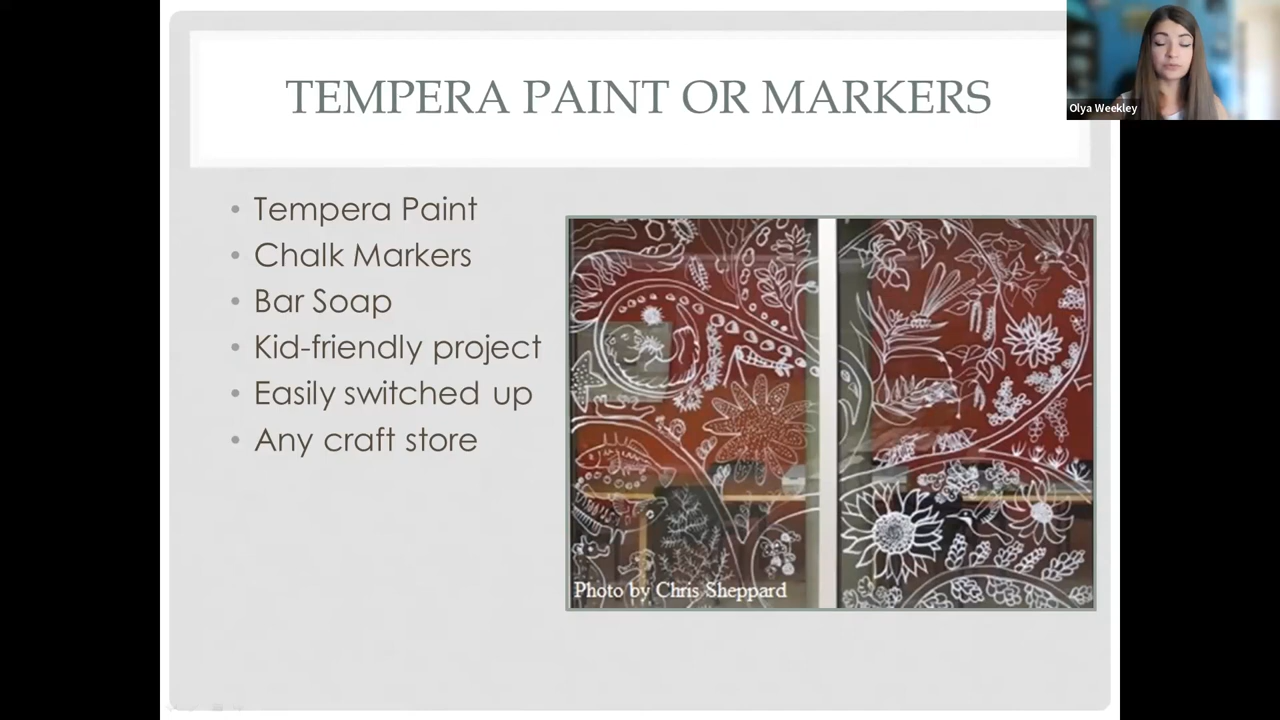 TEMPERA PAINT OR MARKERS
Olya Weekley
• Tempera Paint
• Chalk Markers
• Bar Soap
• Kid-friendly project
• Easily switched up
• Any craft store
Photo by Chris Sheppard